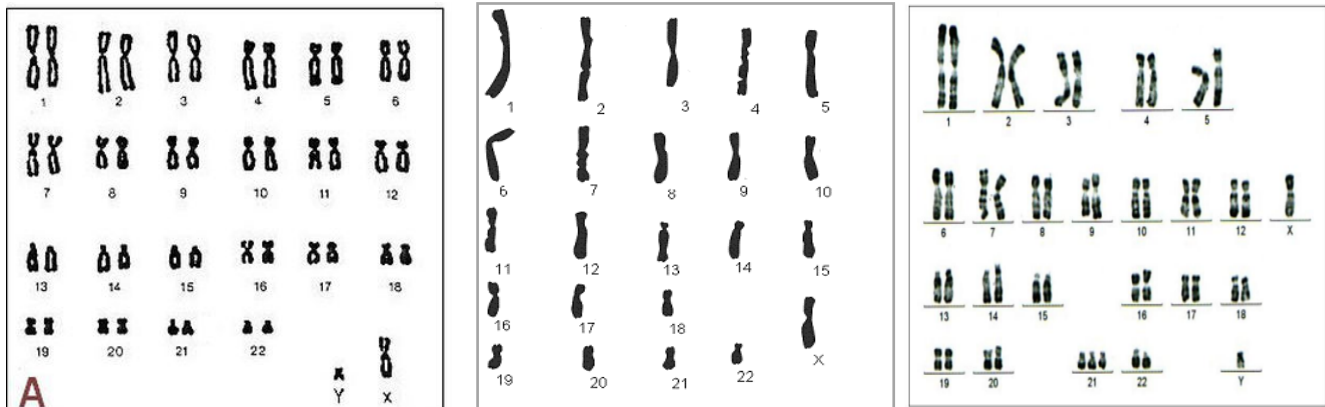 1 2 3 4 5 6
7 8 9 10 11 12
13 14 15 16 17 18
19 20 21 22
Y X
A
1 2 3 4 5
6 7 8 9 10
11 12 13 14 15
16 17 18
19 20 21 22 X
1 2 3 4 5
6 7 8 9 10 11 12 X
13 14 15 16 17 18
19 20 21 22 Y